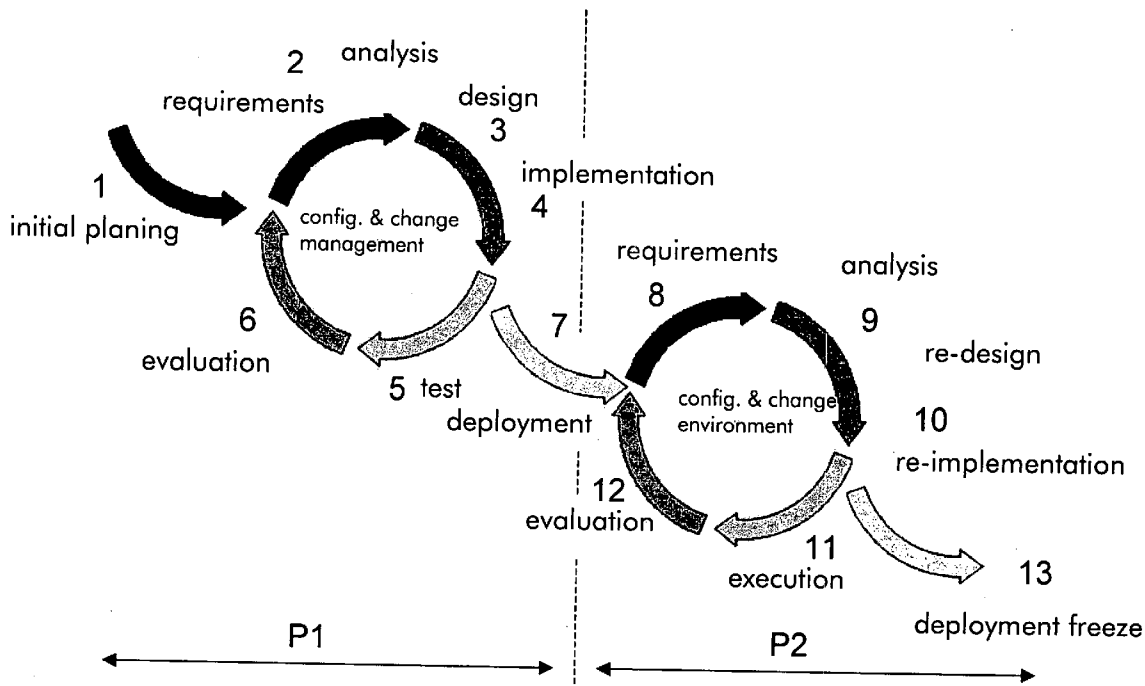 2 analysis
requirements
design
3
implementation
4
1
initial planing
config. & change
management
6
evaluation
5 test
7
deployment
requirements
8
analysis
9
re-design
config. & change
environment
10
re-implementation
12
evaluation
11
execution
13
deployment freeze
P1
P2